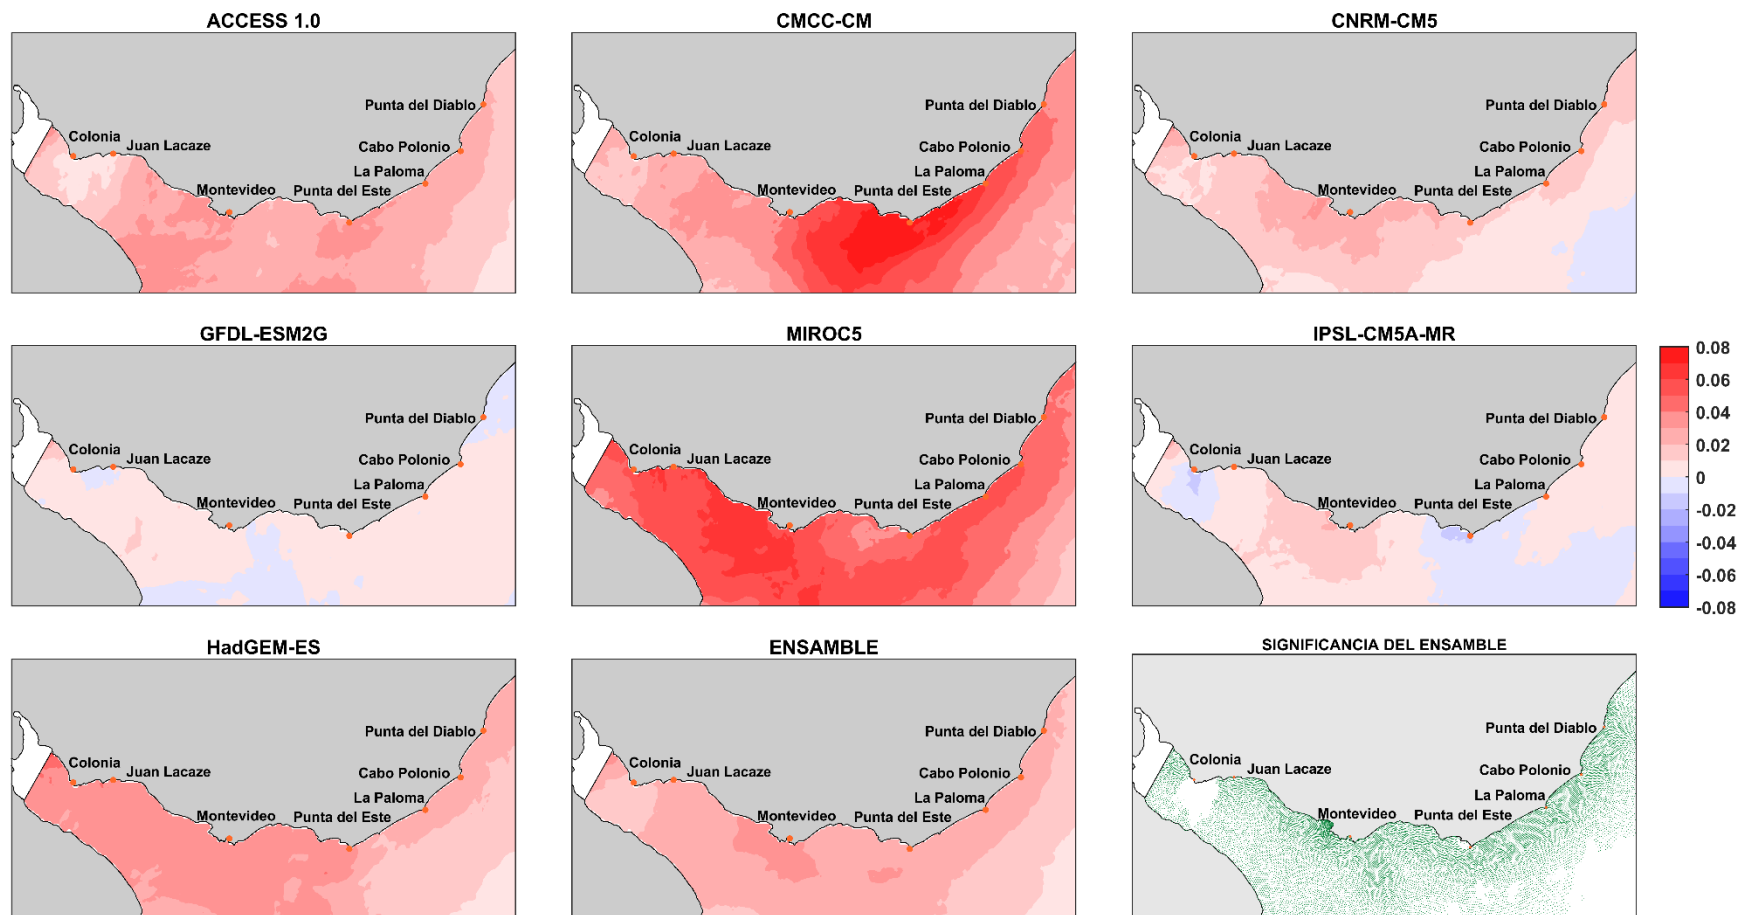 ACCESS 1.0
Punta del Diablo
Colonia
Juan Lacaze
Cabo Polonio
La Paloma
Montevideo
Punta del Este
CMCC-CM
Punta del Diablo
Colonia
Juan Lacaze
Cabo Polonio
La Paloma
Montevideo
Punta del Este
CNRM-CM5
Punta del Diablo
Colonia
Juan Lacaze
Cabo Polonio
La Paloma
Montevideo
Punta del Este
GFDL-ESM2G
Punta del Diablo
Colonia
Juan Lacaze
Cabo Polonio
La Paloma
Montevideo
Punta del Este
MIROC5
Punta del Diablo
Colonia
Juan Lacaze
Cabo Polonio
La Paloma
Montevideo
Punta del Este
IPSL-CM5A-MR
Punta del Diablo
Colonia
Juan Lacaze
Cabo Polonio
La Paloma
Montevideo
Punta del Este
0.08
0.06
0.04
0.02
0
-0.02
-0.04
-0.06
-0.08
HadGEM-ES
Punta del Diablo
Colonia
Juan Lacaze
Cabo Polonio
La Paloma
Montevideo
Punta del Este
ENSAMBLE
Punta del Diablo
Colonia
Juan Lacaze
Cabo Polonio
La Paloma
Montevideo
Punta del Este
SIGNIFICANCIA DEL ENSAMBLE
Punta del Diablo
Colonia
Juan Lacaze
Cabo Polonio
La Paloma
Montevideo
Punta del Este